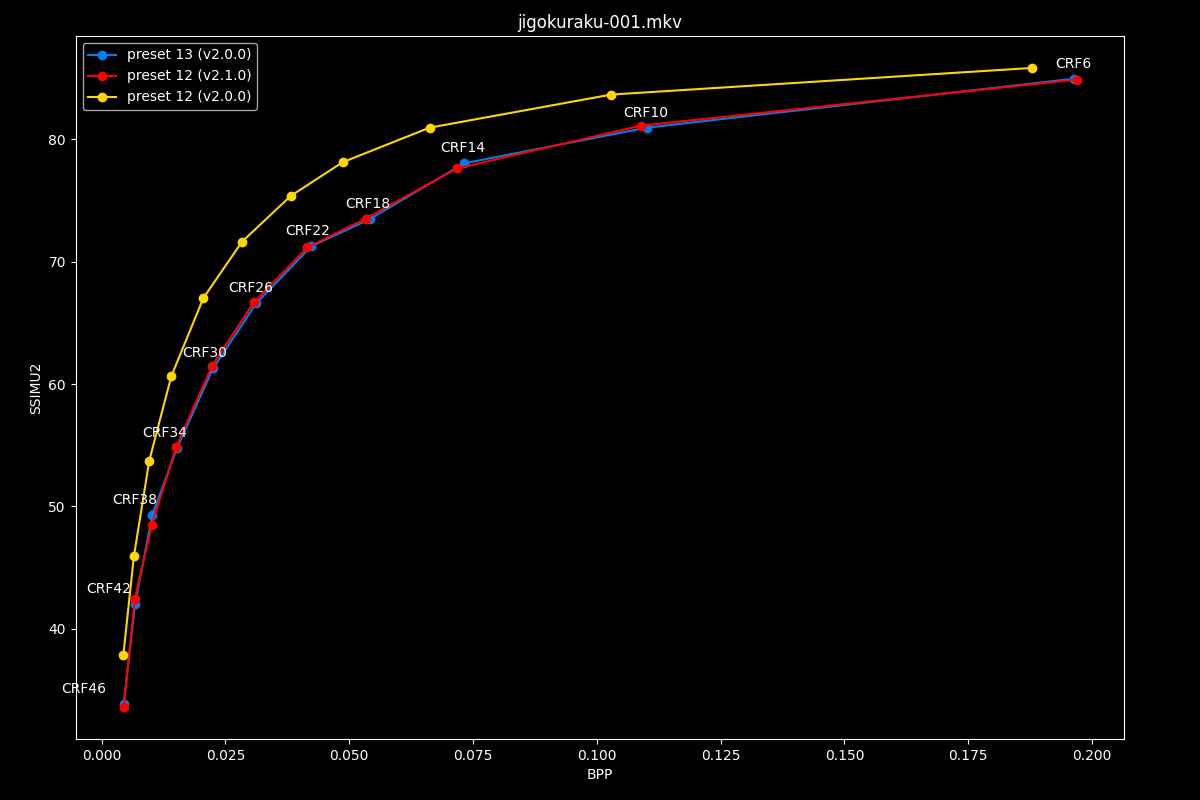 jigokuraku-001.mkv
preset 13 (v2.0.0)
preset 12 (v2.1.0)
preset 12 (v2.0.0)
CRF6
CRF10
CRF14
CRF18
CRF22
CRF26
CRF30
CRF34
CRF38
CRF42
CRF46
80
70
60
50
40
SSIMU2
0.000 0.025 0.050 0.075 0.100 0.125 0.150 0.175 0.200
BPP